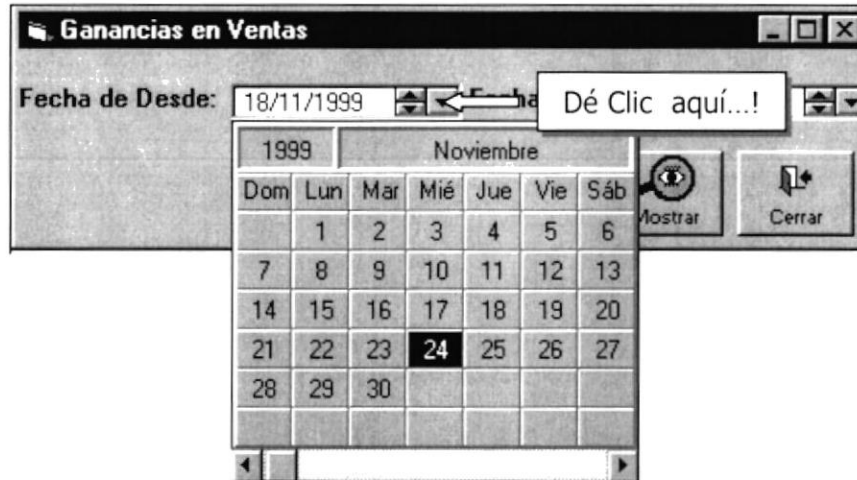 Ganancias en Ventas
Fecha de Desde: 18/11/1999 Dé Clic aquí...!
1999 Noviembre
Dom Lun Mar Mié Jue Vie Sáb
1 2 3 4 5 6
7 8 9 10 11 12 13
14 15 16 17 18 19 20
21 22 23 24 25 26 27
28 29 30
Mostrar Cerrar